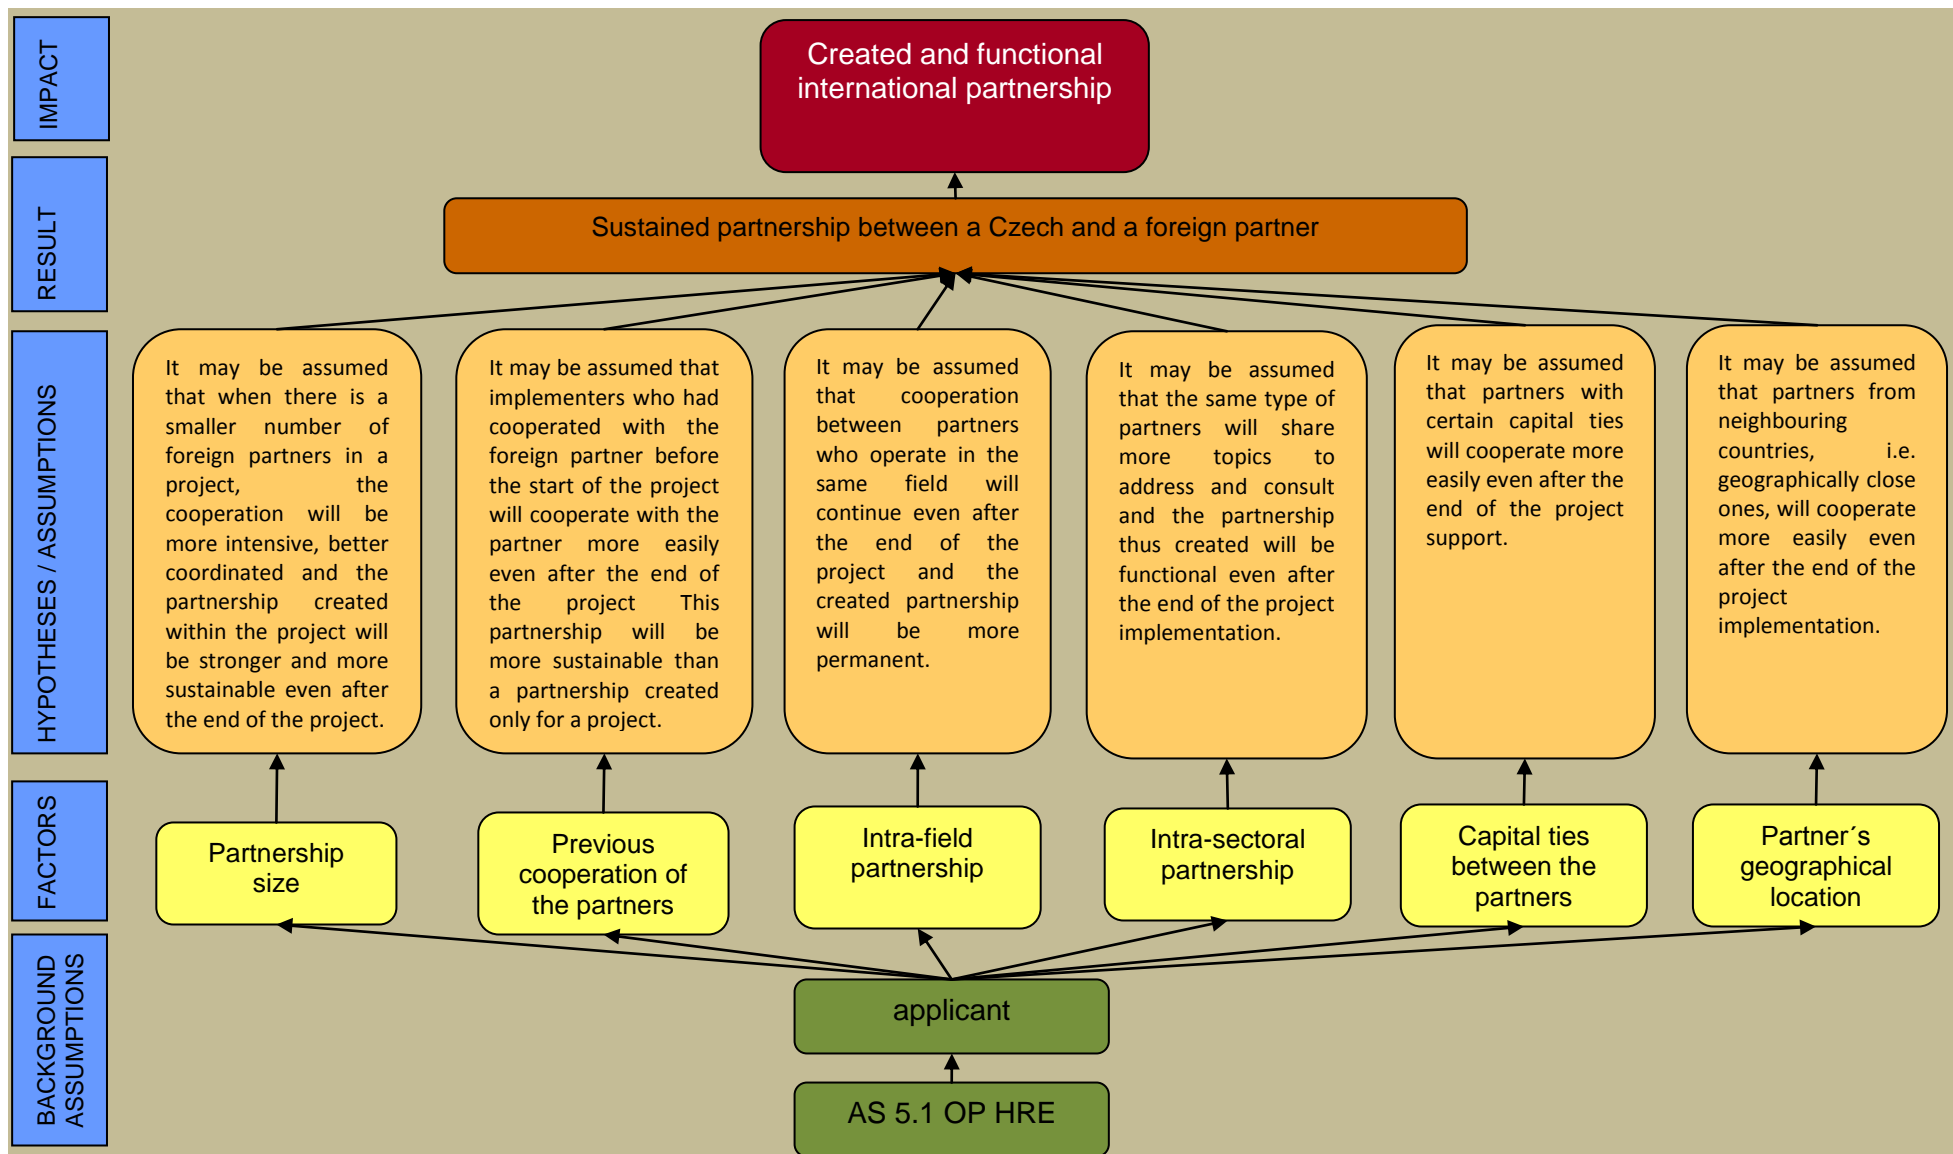 IMPACT
Created and functional
international partnership
RESULT
Sustained partnership between a Czech and a foreign partner
HYPOTHESES / ASSUMPTIONS
It may be assumed
that when there is a
smaller number of
foreign partners in a
project, the
cooperation will be
more intensive, better
coordinated and the
partnership created
within the project will
be stronger and more
sustainable even after
the end of the project.
It may be assumed that
implementers who had
cooperated with the
foreign partner before
the start of the project
will cooperate with the
partner more easily
even after the end of
the project This
partnership will be
more sustainable than
a partnership created
only for a project.
It may be assumed
that cooperation
between partners
who operate in the
same field will
continue even after
the end of the
project and the
created partnership
will be more
permanent.
It may be assumed
that the same type of
partners will share
more topics to
address and consult
and the partnership
thus created will be
functional even after
the end of the project
implementation.
It may be assumed
that partners with
certain capital ties
will cooperate more
easily even after the
end of the project
support.
It may be assumed
that partners from
neighbouring
countries, i.e.
geographically close
ones, will cooperate
more easily even
after the end of the
project
implementation.
FACTORS
Partnership
size
Previous
cooperation of
the partners
Intra-field
partnership
Intra-sectoral
partnership
Capital ties
between the
partners
Partner´s
geographical
location
BACKGROUND
ASSUMPTIONS
applicant
AS 5.1 OP HRE